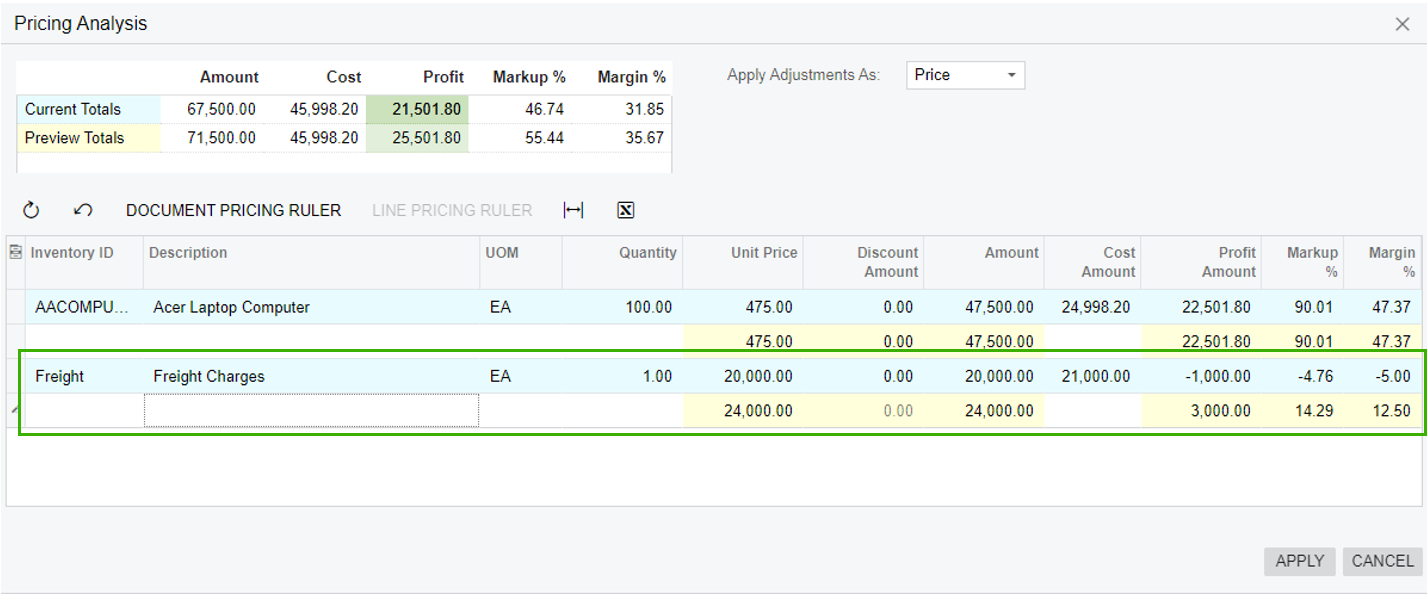 Pricing Analysis
Amount Cost Profit Markup % Margin %
Apply Adjustments As: Price
Current Totals 67,500.00 45,998.20 21,501.80 46.74 31.85
Preview Totals 71,500.00 45,998.20 25,501.80 55.44 35.67
DOCUMENT PRICING RULER LINE PRICING RULER
Inventory ID Description UOM Quantity Unit Price Discount Amount Amount Cost Amount Profit Amount Markup % Margin %
AACOMPU... Acer Laptop Computer EA 100.00 475.00 0.00 47,500.00 24,998.20 22,501.80 90.01 47.37
475.00 0.00 47,500.00 22,501.80 90.01 47.37
Freight Freight Charges EA 1.00 20,000.00 0.00 20,000.00 21,000.00 -1,000.00 -4.76 -5.00
24,000.00 0.00 24,000.00 3,000.00 14.29 12.50
APPLY CANCEL